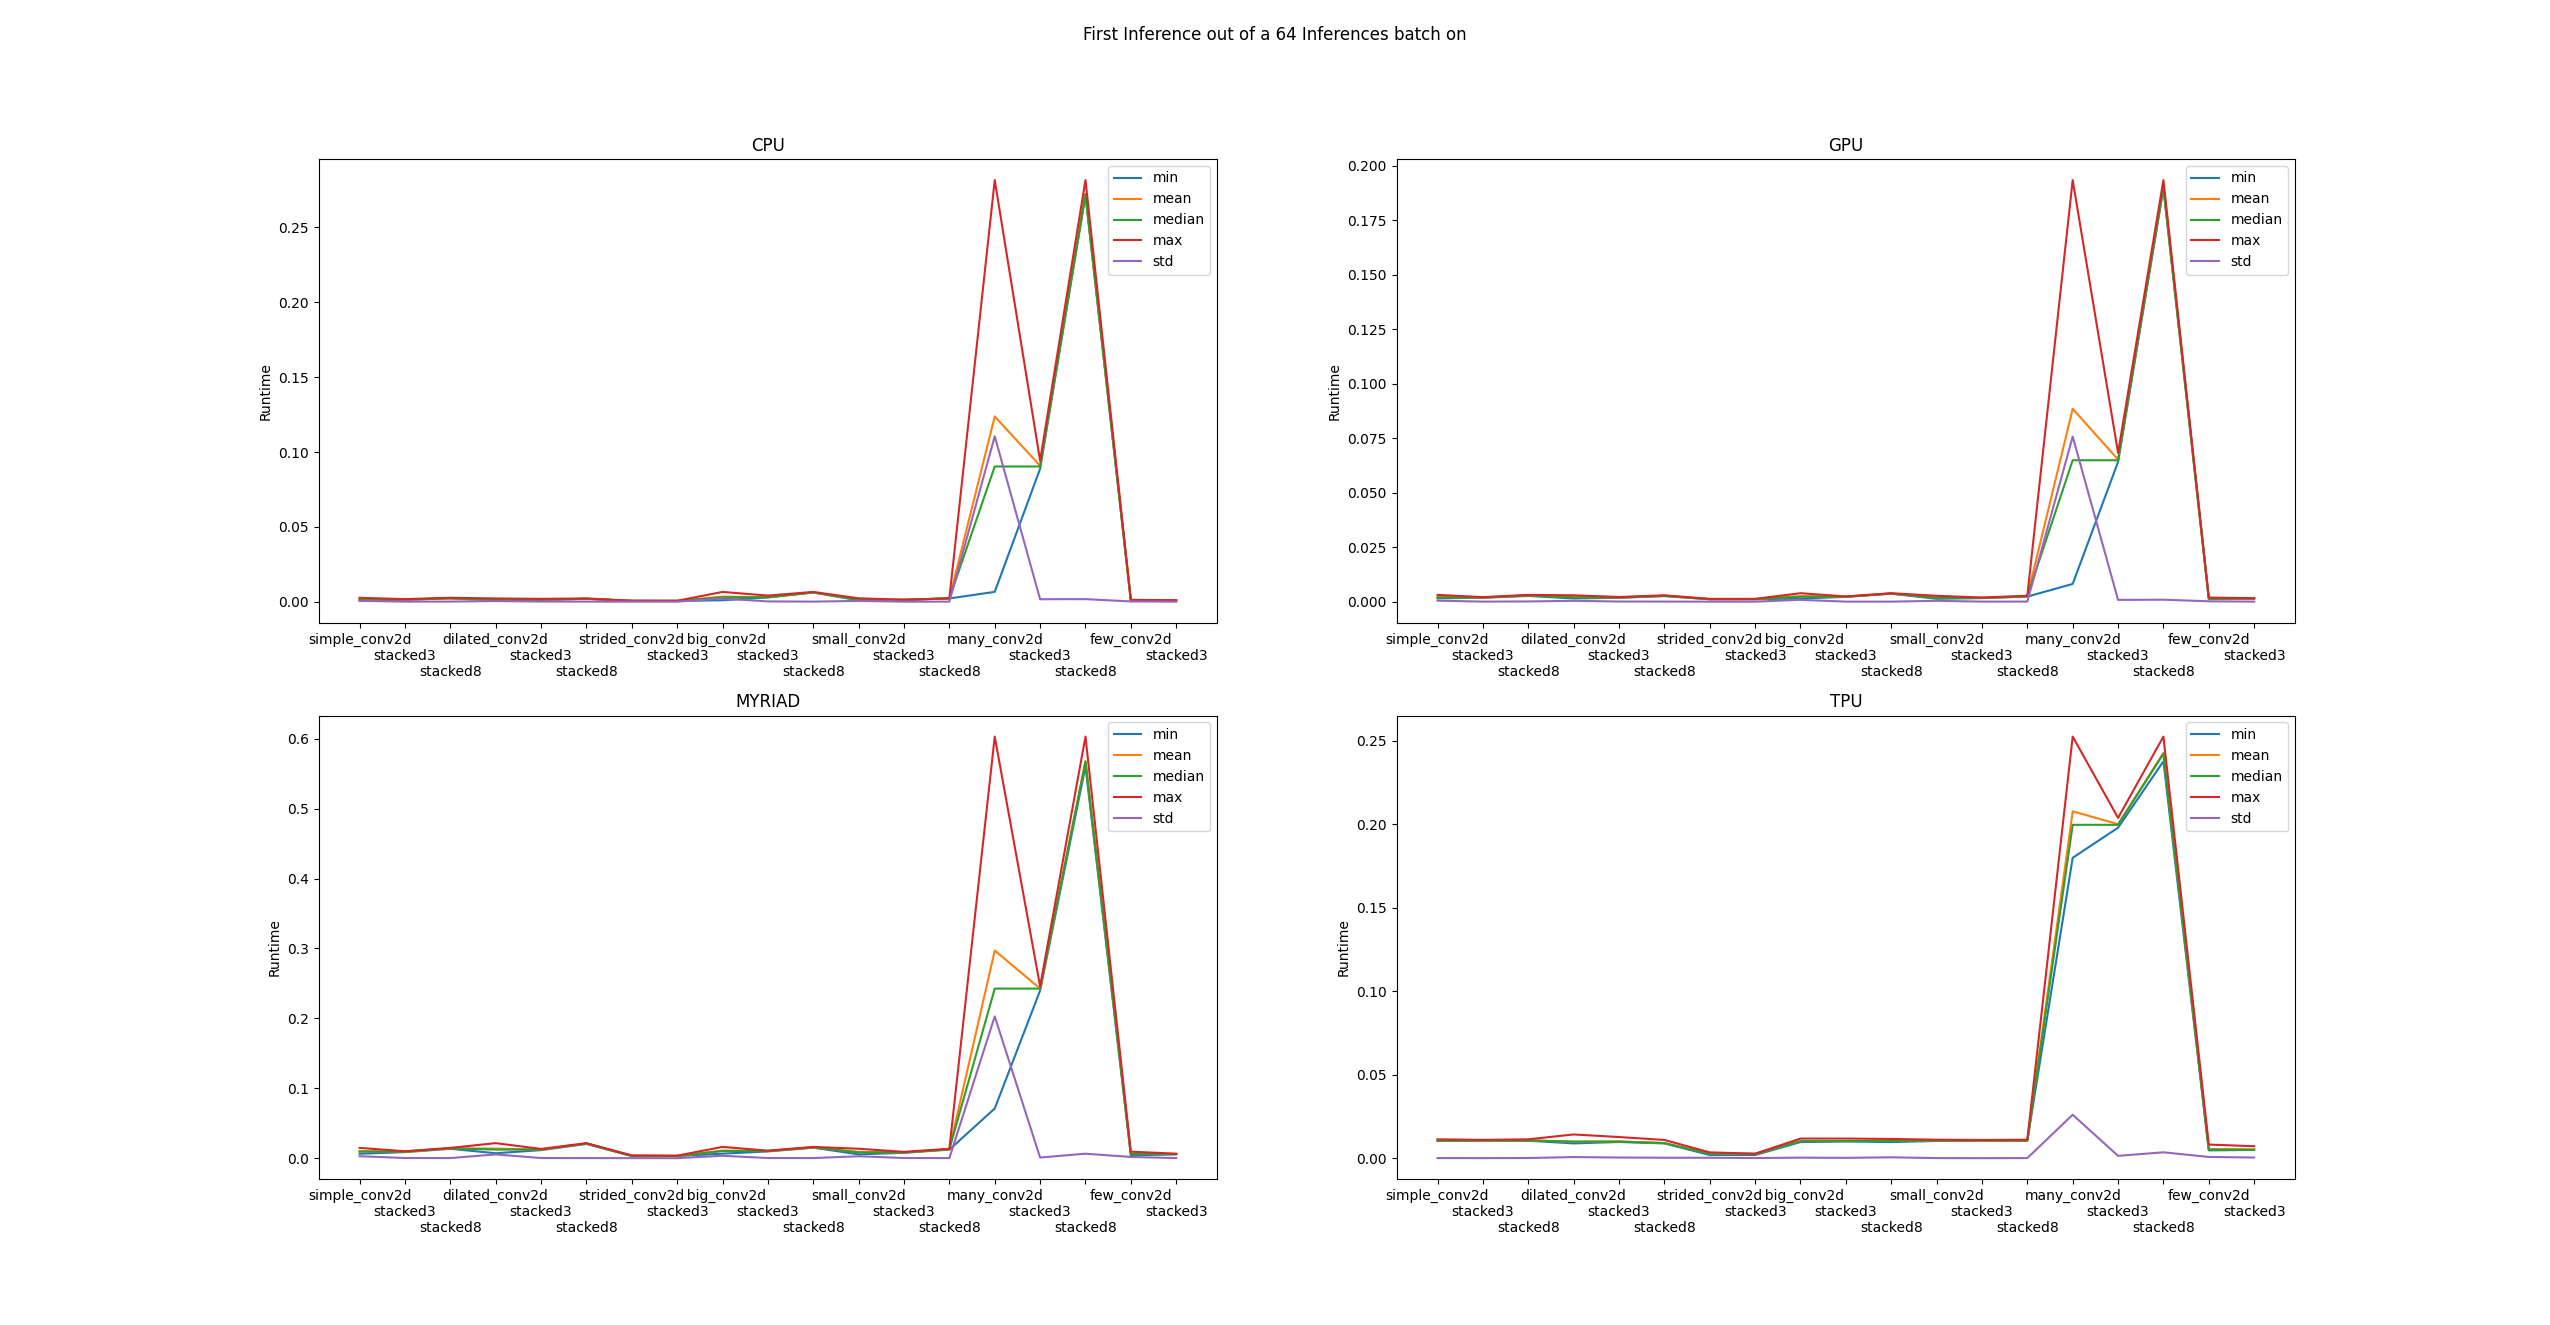 First Inference out of a 64 Inferences batch on
CPU
Runtime
0.25
0.20
0.15
0.10
0.05
0.00
min
mean
median
max
std
simple_conv2d dilated_conv2d strided_conv2d big_conv2d small_conv2d many_conv2d few_conv2d
stacked3 stacked3 stacked3 stacked3 stacked3 stacked3 stacked3
stacked8 stacked8 stacked8 stacked8 stacked8
GPU
Runtime
0.200
0.175
0.150
0.125
0.100
0.075
0.050
0.025
0.000
min
mean
median
max
std
simple_conv2d dilated_conv2d strided_conv2d big_conv2d small_conv2d many_conv2d few_conv2d
stacked3 stacked3 stacked3 stacked3 stacked3 stacked3 stacked3
stacked8 stacked8 stacked8 stacked8 stacked8
MYRIAD
Runtime
0.6
0.5
0.4
0.3
0.2
0.1
0.0
min
mean
median
max
std
simple_conv2d dilated_conv2d strided_conv2d big_conv2d small_conv2d many_conv2d few_conv2d
stacked3 stacked3 stacked3 stacked3 stacked3 stacked3 stacked3
stacked8 stacked8 stacked8 stacked8 stacked8
TPU
Runtime
0.25
0.20
0.15
0.10
0.05
0.00
min
mean
median
max
std
simple_conv2d dilated_conv2d strided_conv2d big_conv2d small_conv2d many_conv2d few_conv2d
stacked3 stacked3 stacked3 stacked3 stacked3 stacked3 stacked3
stacked8 stacked8 stacked8 stacked8 stacked8